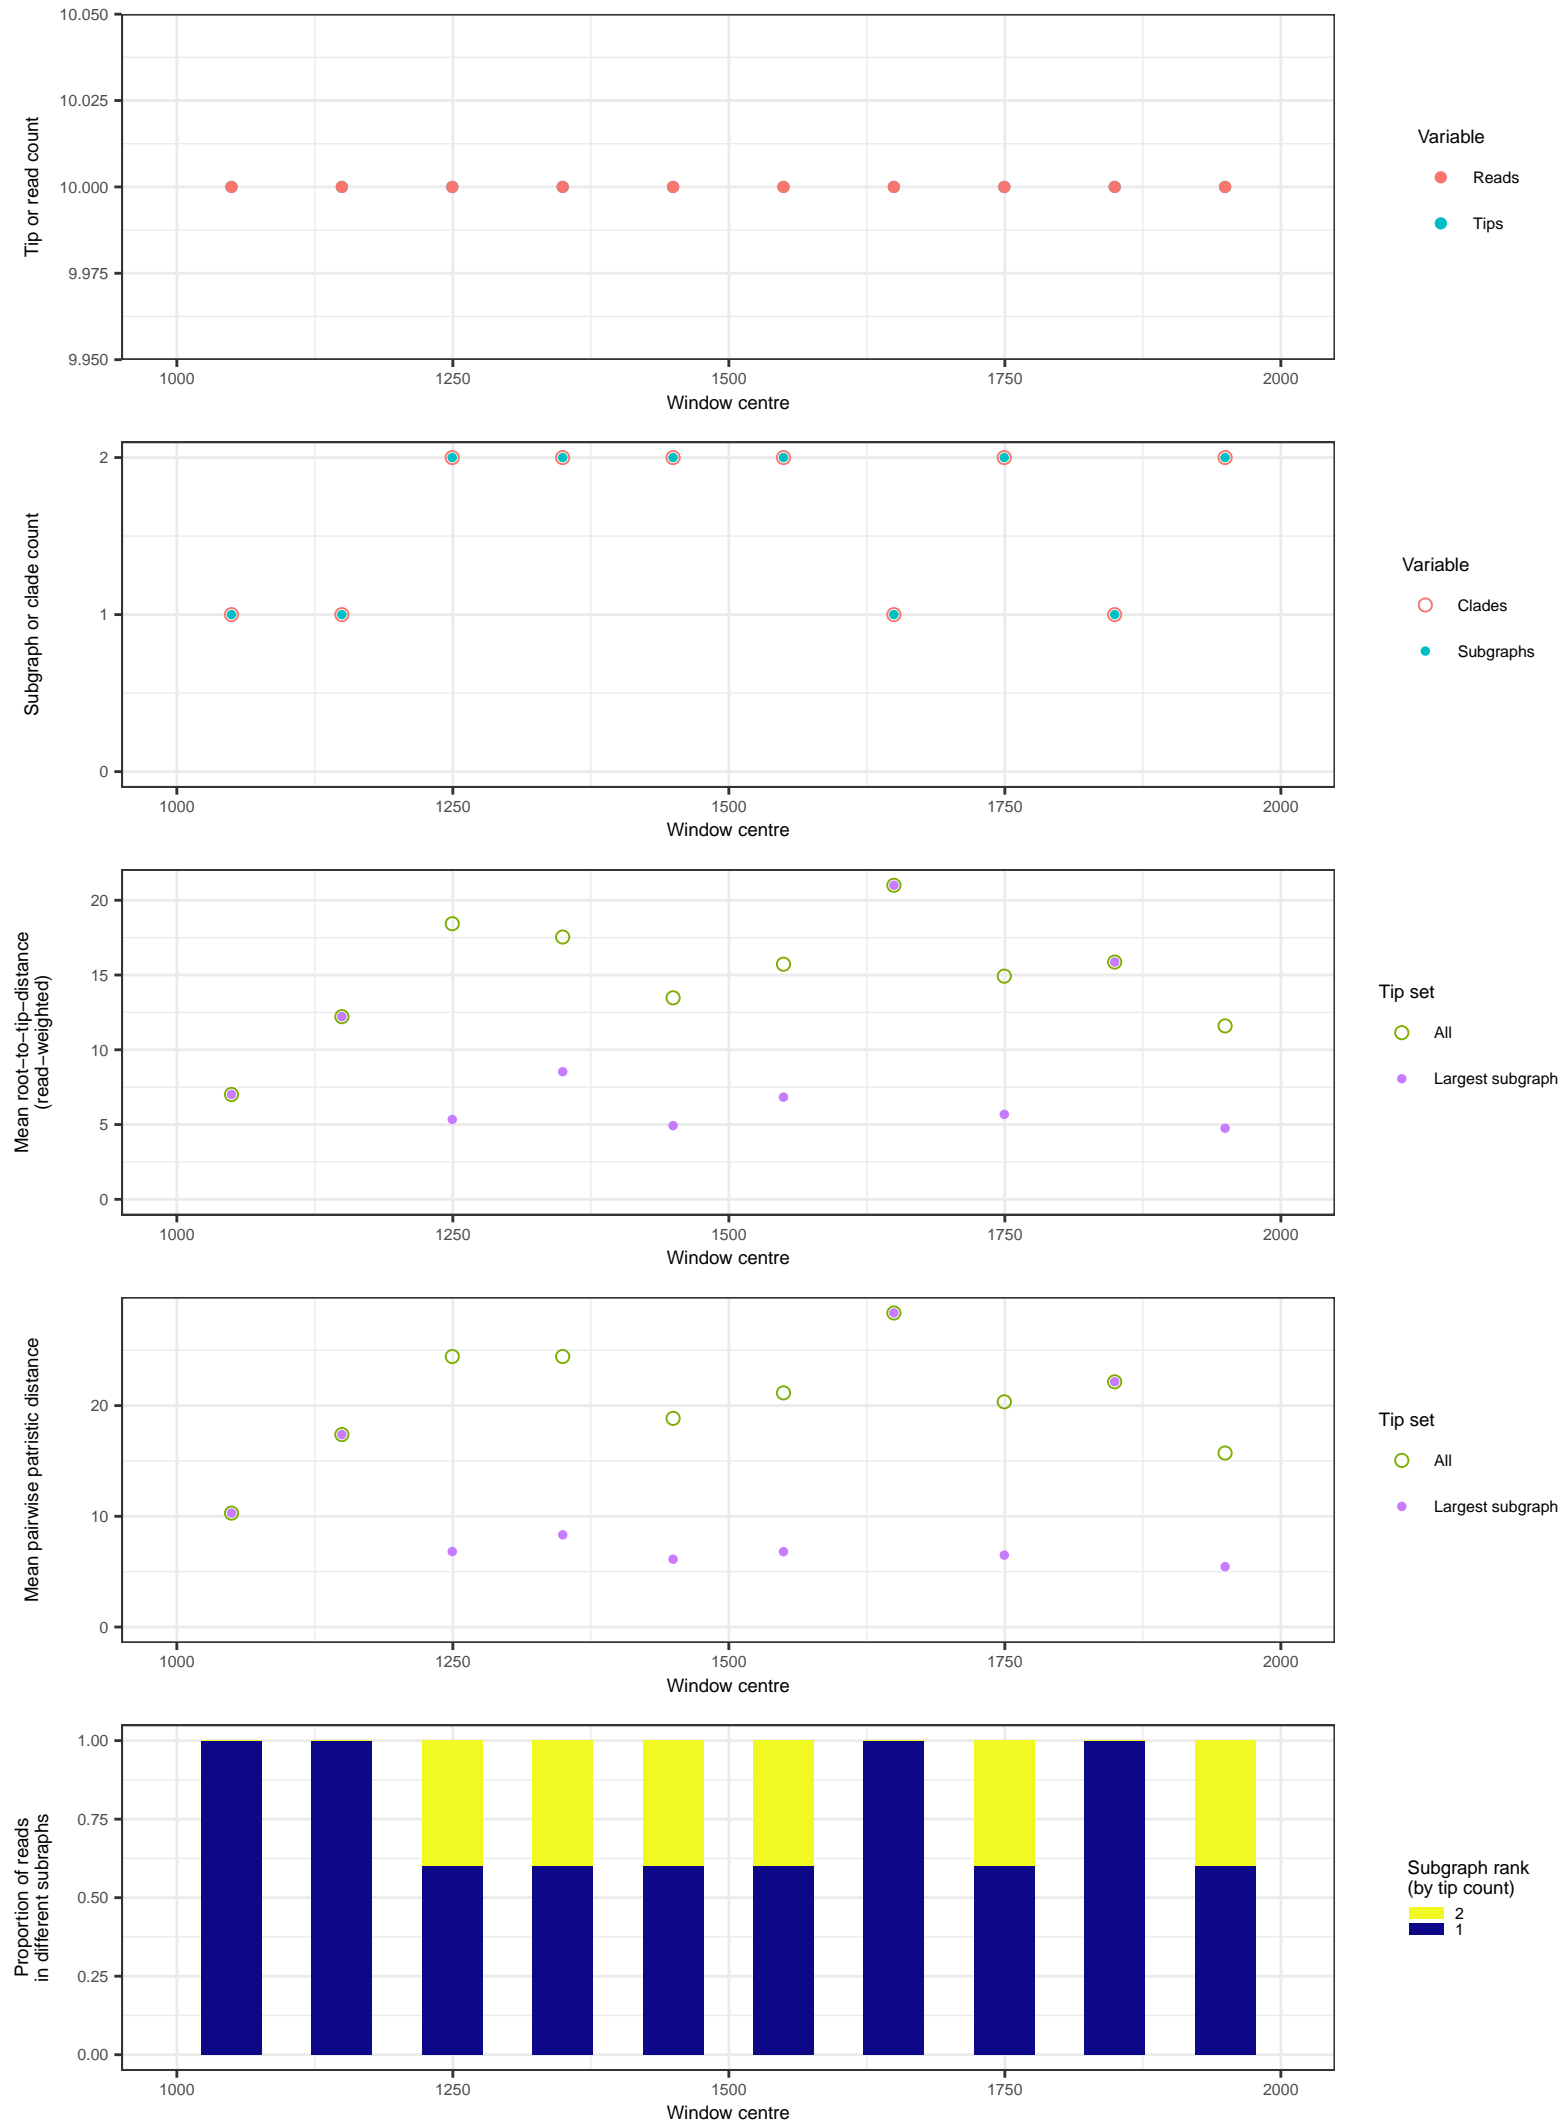 10.050
10.025
10.000
9.975
9.950
Tip or read count
1000 1250 1500 1750 2000
Window centre
Variable
Reads
Tips
2
1
0
Subgraph or clade count
1000 1250 1500 1750 2000
Window centre
Variable
Clades
Subgraphs
20
15
10
5
0
Mean root−to−tip−distance
(read−weighted)
1000 1250 1500 1750 2000
Window centre
Tip set
All
Largest subgraph
20
10
0
Mean pairwise patristic distance
1000 1250 1500 1750 2000
Window centre
Tip set
All
Largest subgraph
1.00
0.75
0.50
0.25
0.00
Proportion of reads
in different subraphs
1000 1250 1500 1750 2000
Window centre
Subgraph rank
(by tip count)
2
1